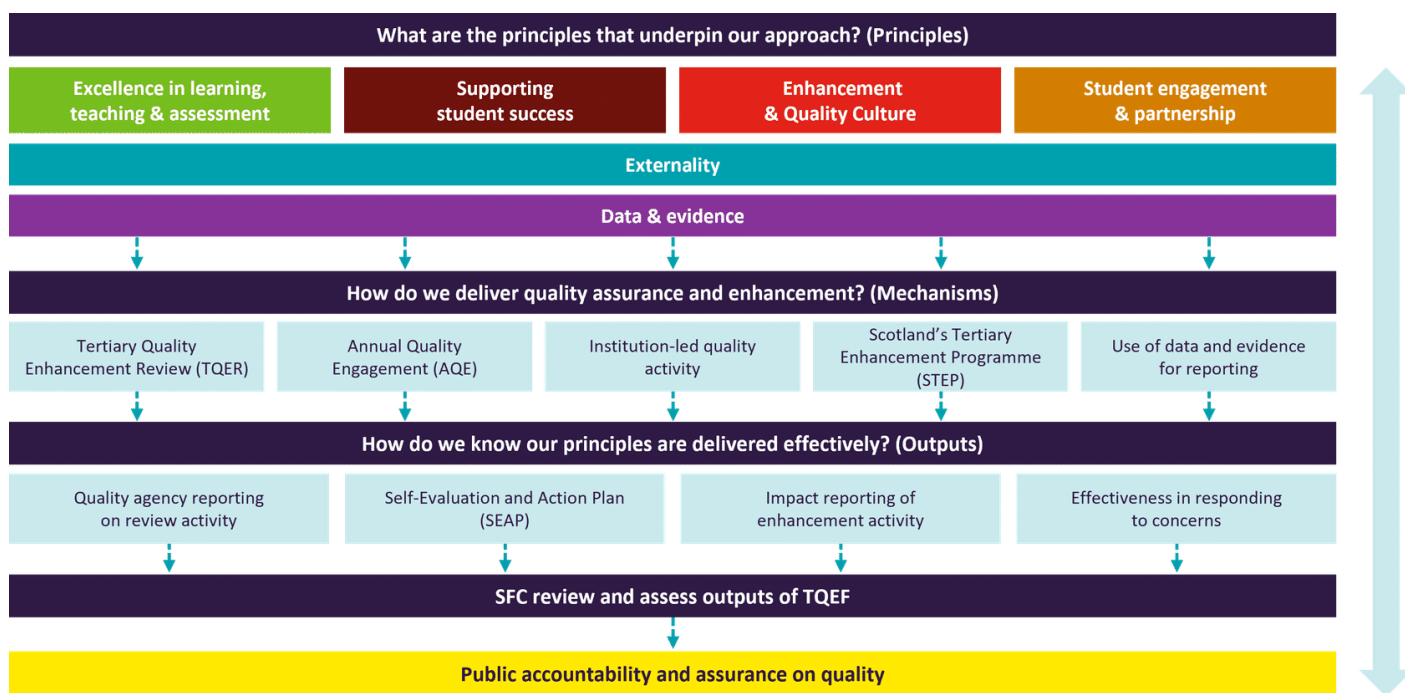 What are the principles that underpin our approach? (Principles)
Excellence in learning,
teaching & assessment
Supporting
student success
Enhancement
& Quality Culture
Student engagement
& partnership
Externality
Data & evidence
How do we deliver quality assurance and enhancement? (Mechanisms)
Tertiary Quality
Enhancement Review (TQER)
Annual Quality
Engagement (AQE)
Institution-led quality
activity
Scotland’s Tertiary
Enhancement Programme
(STEP)
Use of data and evidence
for reporting
How do we know our principles are delivered effectively? (Outputs)
Quality agency reporting
on review activity
Self-Evaluation and Action Plan
(SEAP)
Impact reporting of
enhancement activity
Effectiveness in responding
to concerns
SFC review and assess outputs of TQEF
Public accountability and assurance on quality